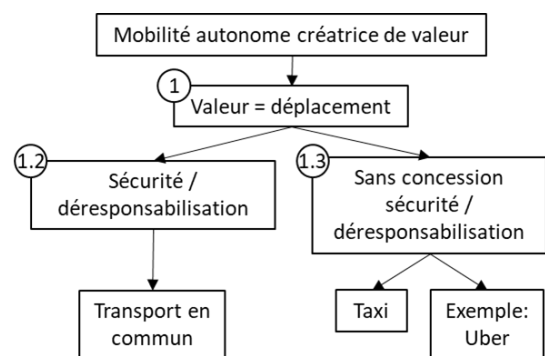 Mobilité autonome créatrice de valeur
1
Valeur = déplacement
1.2
Sécurité /
déresponsabilisation
1.3
Sans concession
sécurité /
déresponsabilisation
Transport en
commun
Taxi
Exemple:
Uber